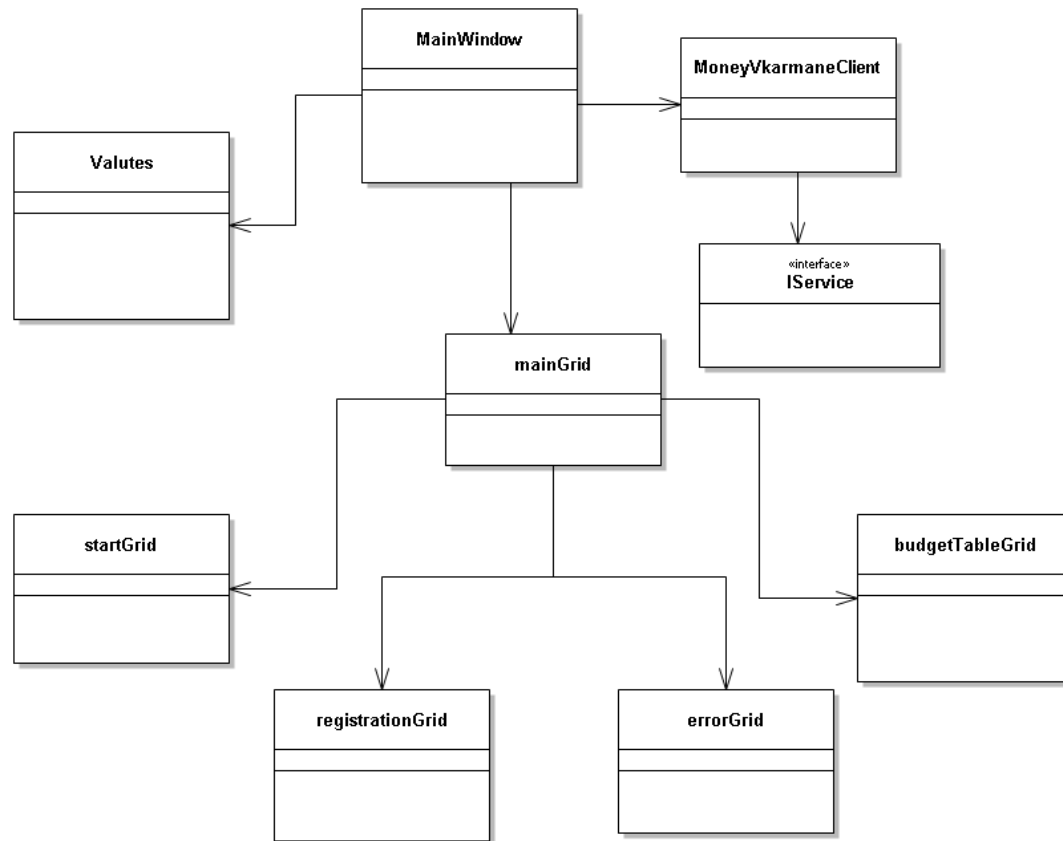 MainWindow
MoneyVkarmaneClient
Valutes
«interface»
IService
mainGrid
startGrid
budgetTableGrid
registrationGrid
errorGrid